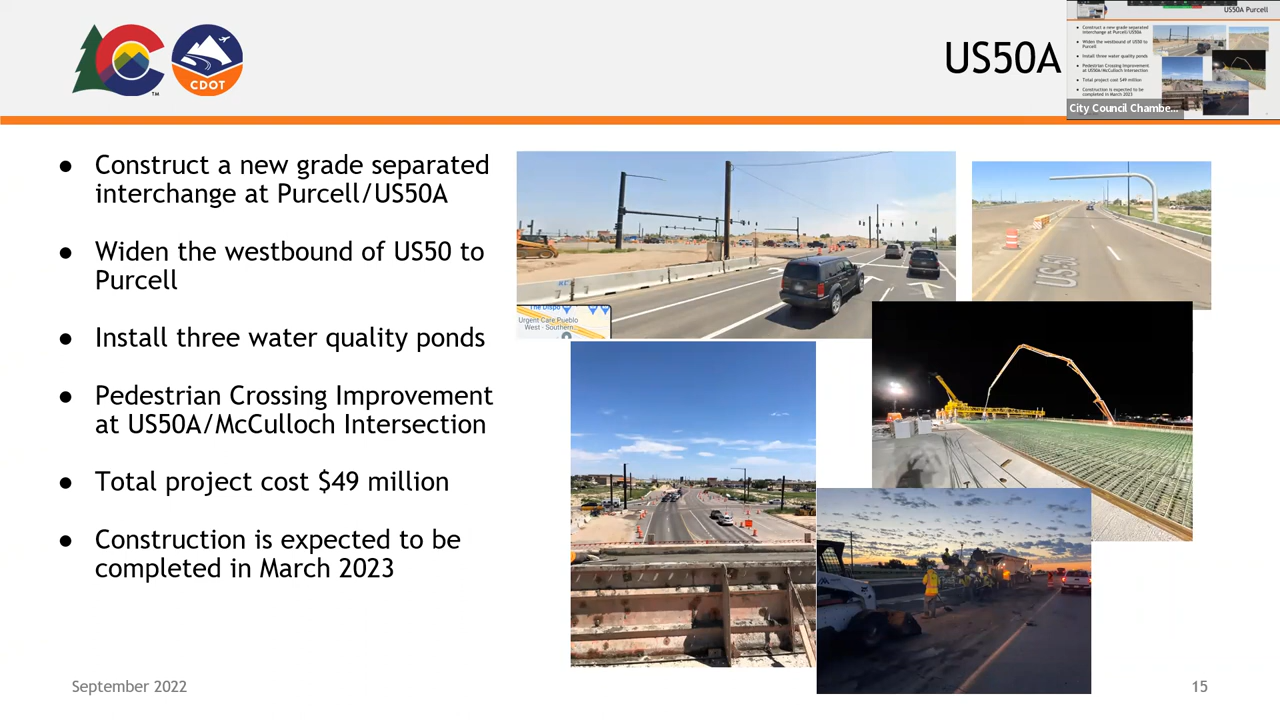 CDOT
TM
US50A
US50A Purcell
Construct a new grade separated
interchange at Purcell/US50A
Widen the westbound of US50 to
Purcell
Install three water quality ponds
Pedestrian Crossing Improvement
at US50A/McCulloch Intersection
Total project cost $49 million
Construction is expected to be
completed in March 2023
City Council Chambe...
● Construct a new grade separated
interchange at Purcell/US50A
● Widen the westbound of US50 to
Purcell
● Install three water quality ponds
● Pedestrian Crossing Improvement
at US50A/McCulloch Intersection
● Total project cost $49 million
● Construction is expected to be
completed in March 2023
Urgent Care Pueblo
West - Southern
US-50
September 2022
15